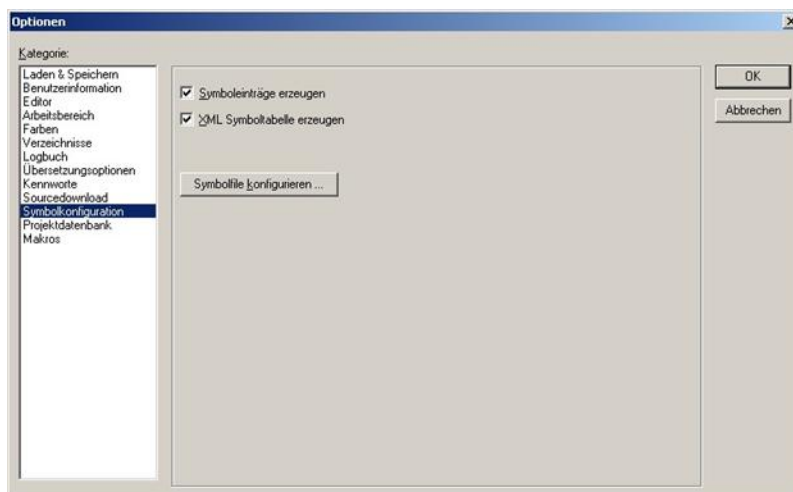 Optionen
Kategorie:
Laden & Speichern
Benutzerinformation
Editor
Arbeitsbereich
Farben
Verzeichnisse
Logbuch
Übersetzungsoptionen
Kennworte
Sourcedownload
Symbolkonfiguration
Projektdatenbank
Makros
Symboleinträge erzeugen
XML Symboltabelle erzeugen
Symbolfile konfigurieren ...
OK
Abbrechen